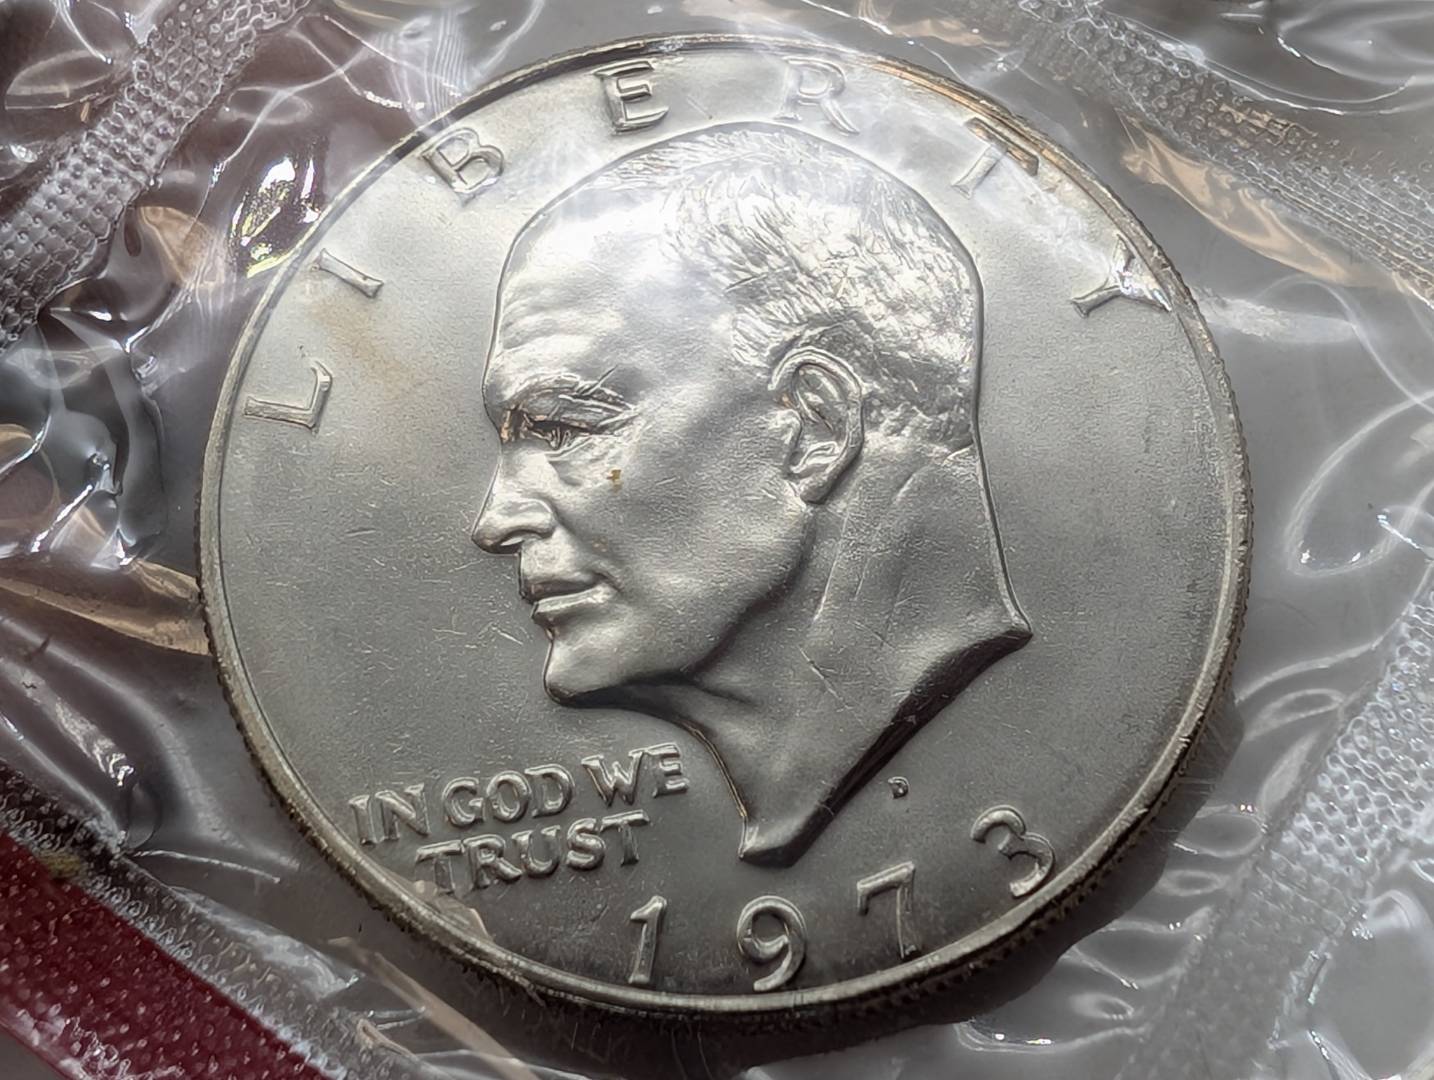 LIBERTY
IN GOD WE
TRUST
D
1973